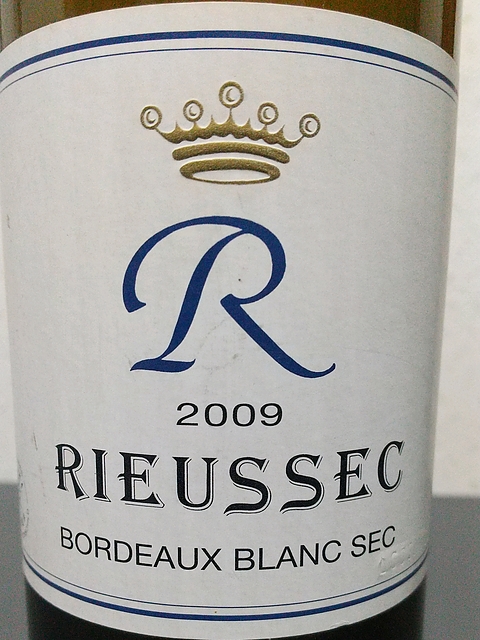 R
2009
RIEUSSEC
BORDEAUX BLANC SEC